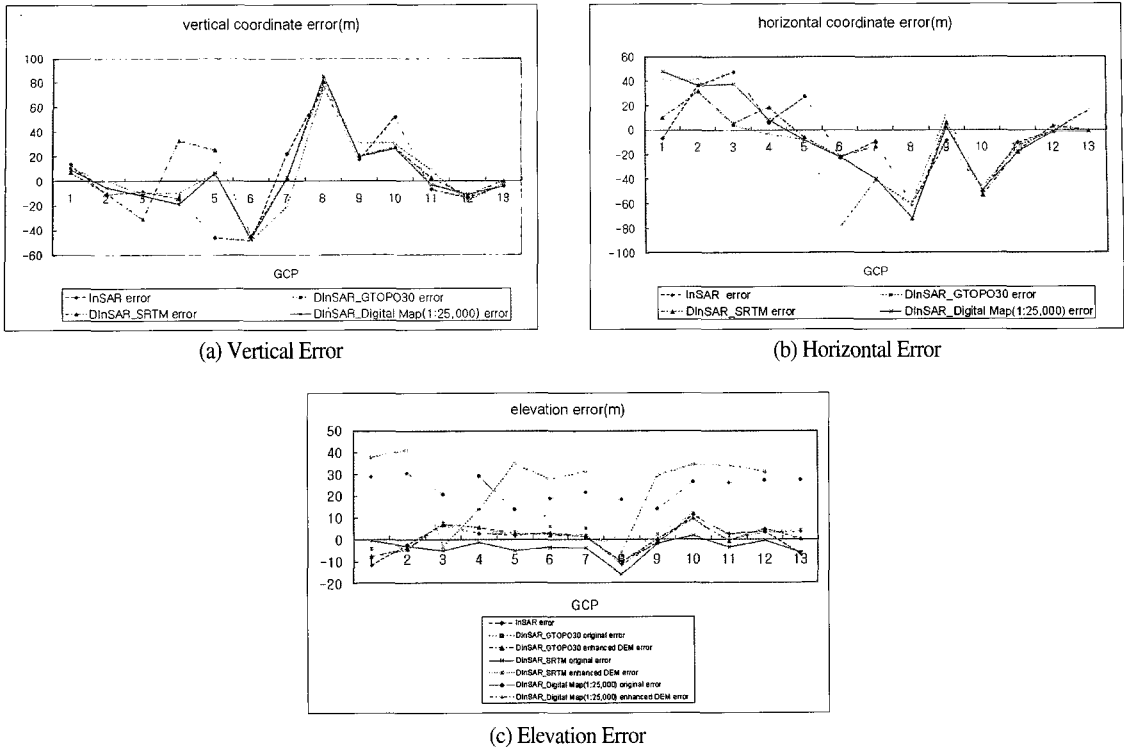 vertical coordinate error(m)
100
80
60
40
20
0
-20
-40
-60
1 2 3 4 5 6 7 8 9 10 11 12 13
GCP
InSAR error
DInSAR_GTOPO30 error
DInSAR_SRTM error
DInSAR_Digital Map(1:25,000) error
(a) Vertical Error
horizontal coordinate error(m)
60
40
20
0
-20
-40
-60
-80
-100
1 2 3 4 5 6 7 8 9 10 11 12 13
GCP
InSAR error
DInSAR_GTOPO30 error
DInSAR_SRTM error
DInSAR_Digital Map(1:25,000) error
(b) Horizontal Error
elevation error(m)
50
40
30
20
10
0
-10
-20
1 2 3 4 5 6 7 8 9 10 11 12 13
GCP
InSAR error
DInSAR_GTOPO30 original error
DInSAR_GTOPO30 enhanced DEM error
DInSAR_SRTM original error
DInSAR_SRTM enhanced DEM error
DInSAR_Digital Map(1:25,000) original error
DInSAR_Digital Map(1:25,000) enhanced DEM error
(c) Elevation Error